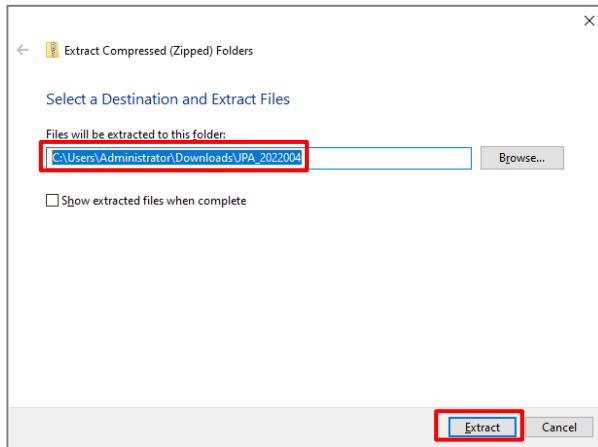 Extract Compressed (Zipped) Folders
Select a Destination and Extract Files
Files will be extracted to this folder:
C:\Users\Administrator\Downloads\JPA_2022004
Browse...
Show extracted files when complete
Extract
Cancel